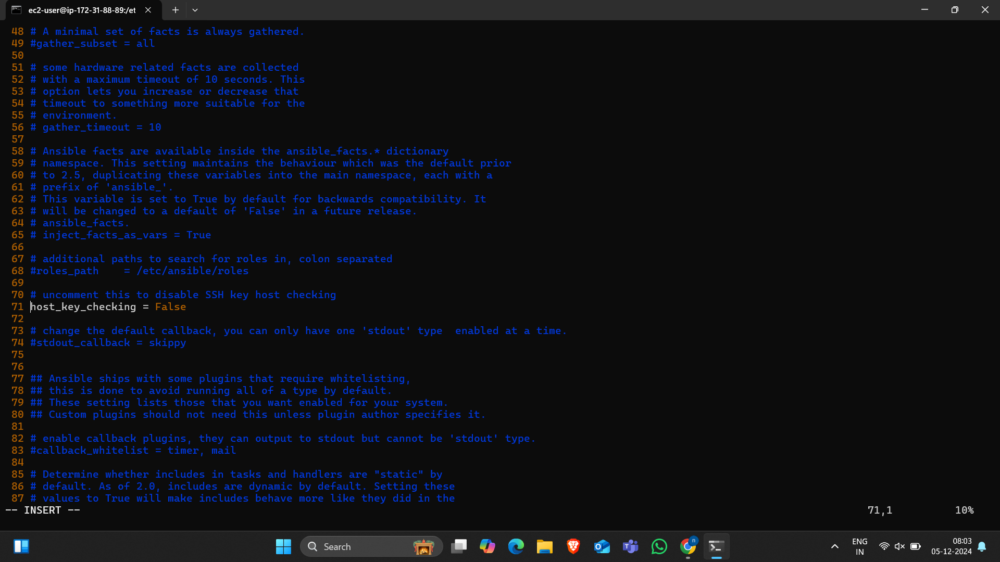 ec2-user@ip-172-31-88-89:/et
48 # A minimal set of facts is always gathered.
49 #gather_subset = all
50
51 # some hardware related facts are collected
52 # with a maximum timeout of 10 seconds. This
53 # option lets you increase or decrease that
54 # timeout to something more suitable for the
55 # environment.
56 # gather_timeout = 10
57
58 # Ansible facts are available inside the ansible_facts.* dictionary
59 # namespace. This setting maintains the behaviour which was the default prior
60 # to 2.5, duplicating these variables into the main namespace, each with a
61 # prefix of 'ansible_'.
62 # This variable is set to True by default for backwards compatibility. It
63 # will be changed to a default of 'False' in a future release.
64 # ansible_facts.
65 # inject_facts_as_vars = True
66
67 # additional paths to search for roles in, colon separated
68 #roles_path    = /etc/ansible/roles
69
70 # uncomment this to disable SSH key host checking
71 host_key_checking = False
72
73 # change the default callback, you can only have one 'stdout' type  enabled at a time.
74 #stdout_callback = skippy
75
76
77 ## Ansible ships with some plugins that require whitelisting,
78 ## this is done to avoid running all of a type by default.
79 ## These setting lists those that you want enabled for your system.
80 ## Custom plugins should not need this unless plugin author specifies it.
81
82 # enable callback plugins, they can output to stdout but cannot be 'stdout' type.
83 #callback_whitelist = timer, mail
84
85 # Determine whether includes in tasks and handlers are "static" by
86 # default. As of 2.0, includes are dynamic by default. Setting these
87 # values to True will make includes behave more like they did in the
-- INSERT -- 71,1 10%
Search
n
ENG
IN
08:03
05-12-2024